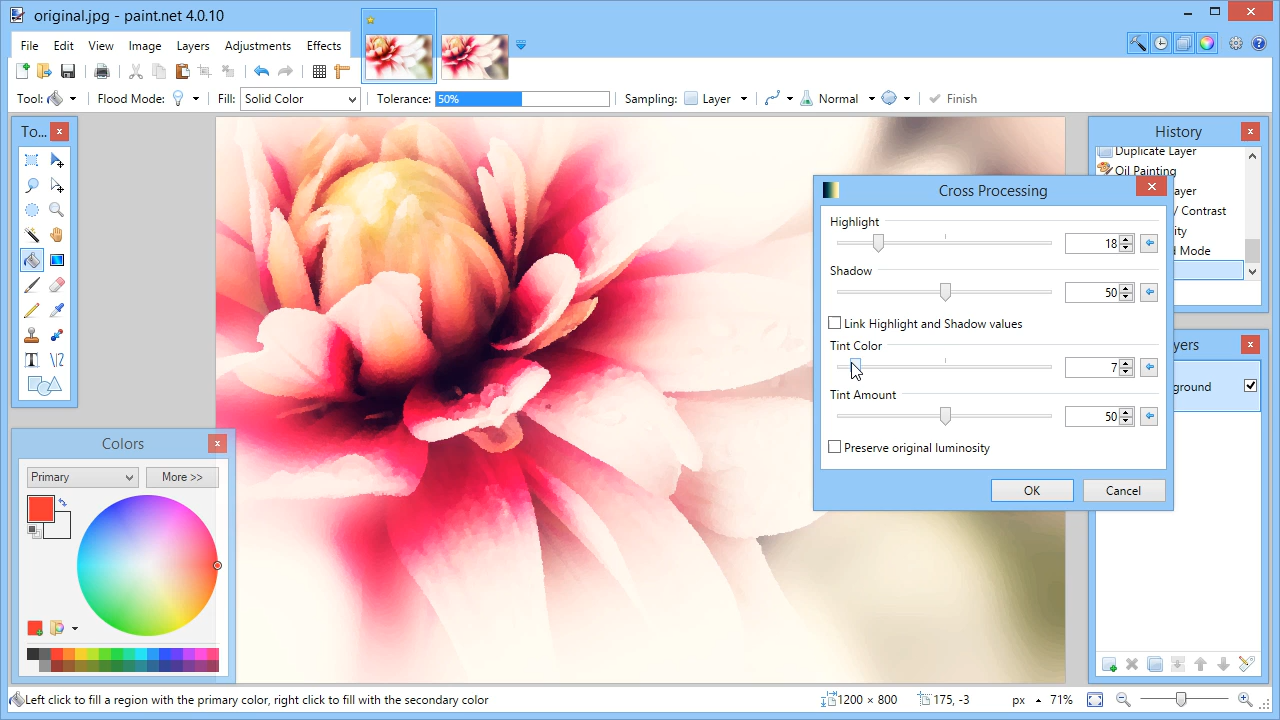 original.jpg - paint.net 4.0.10
File Edit View Image Layers Adjustments Effects
Tool: Flood Mode: Fill: Solid Color Tolerance: 50% Sampling: Layer Normal Finish
To...
History
Duplicate Layer
Oil Painting
ayer
/ Contrast
ity
d Mode
Cross Processing
Highlight
18
Shadow
50
Link Highlight and Shadow values
Tint Color
7
Tint Amount
50
Preserve original luminosity
OK Cancel
yers
ground
Colors
Primary More >>
Left click to fill a region with the primary color, right click to fill with the secondary color
1200 × 800 175, -3 px 71%